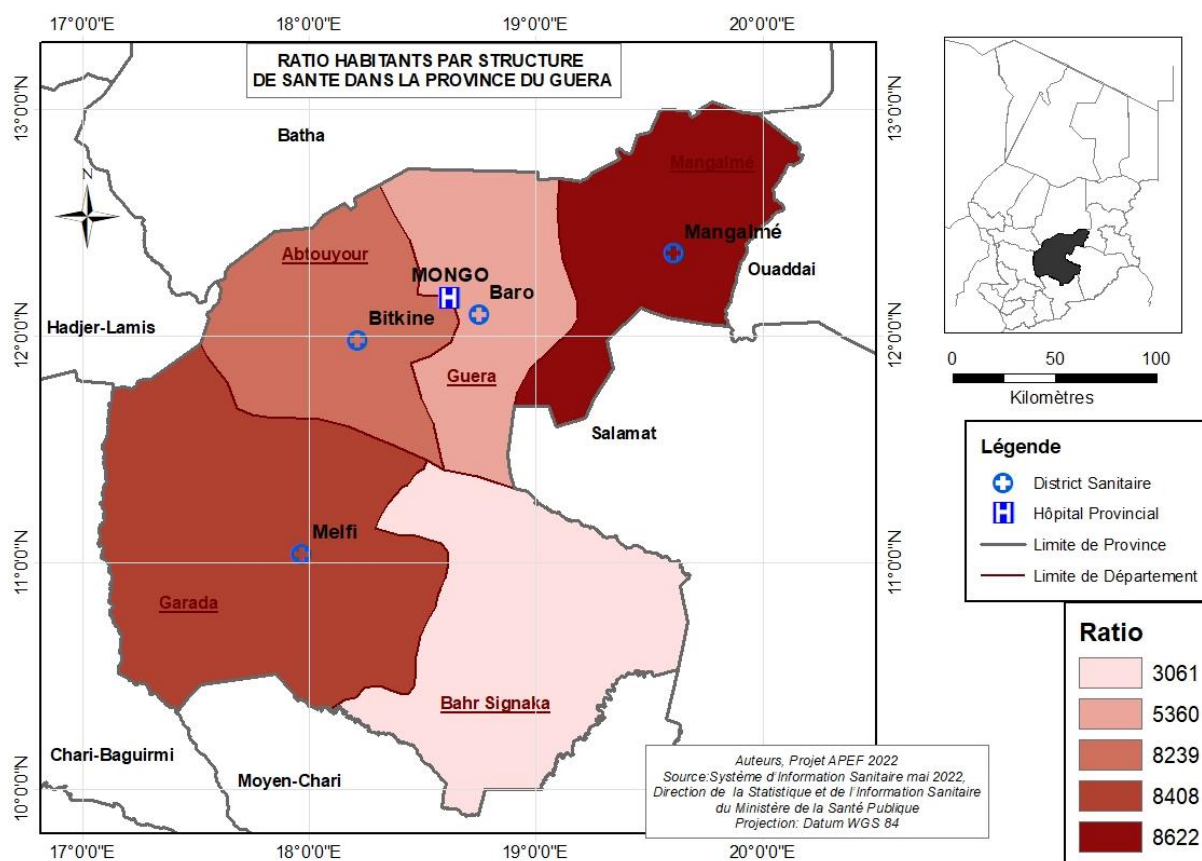 17°0'0"E 18°0'0"E 19°0'0"E 20°0'0"E
RATIO HABITANTS PAR STRUCTURE
DE SANTE DANS LA PROVINCE DU GUERA
13°0'0"N
13°0'0"N
Batha
N
Mangalmé
Mangalmé
Abtouyour
Ouaddai
MONGO
H
Baro
Hadjer-Lamis
Bitkine
12°0'0"N
12°0'0"N
Guera
Salamat
0 50 100
Kilomètres
Légende
District Sanitaire
H Hôpital Provincial
Limite de Province
Limite de Département
Melfi
11°0'0"N
11°0'0"N
Garada
Bahr Signaka
Ratio
3061
5360
8239
8408
8622
Chari-Baguirmi
Moyen-Chari
10°0'0"N
10°0'0"N
Auteurs, Projet APEF 2022
Source:Système d'Information Sanitaire mai 2022,
Direction de la Statistique et de l'Information Sanitaire
du Ministère de la Santé Publique
Projection: Datum WGS 84
17°0'0"E 18°0'0"E 19°0'0"E 20°0'0"E